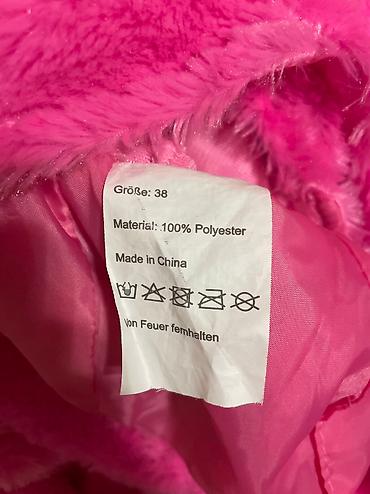 Größe: 38
Material: 100% Polyester
Made in China
Von Feuer fernhalten